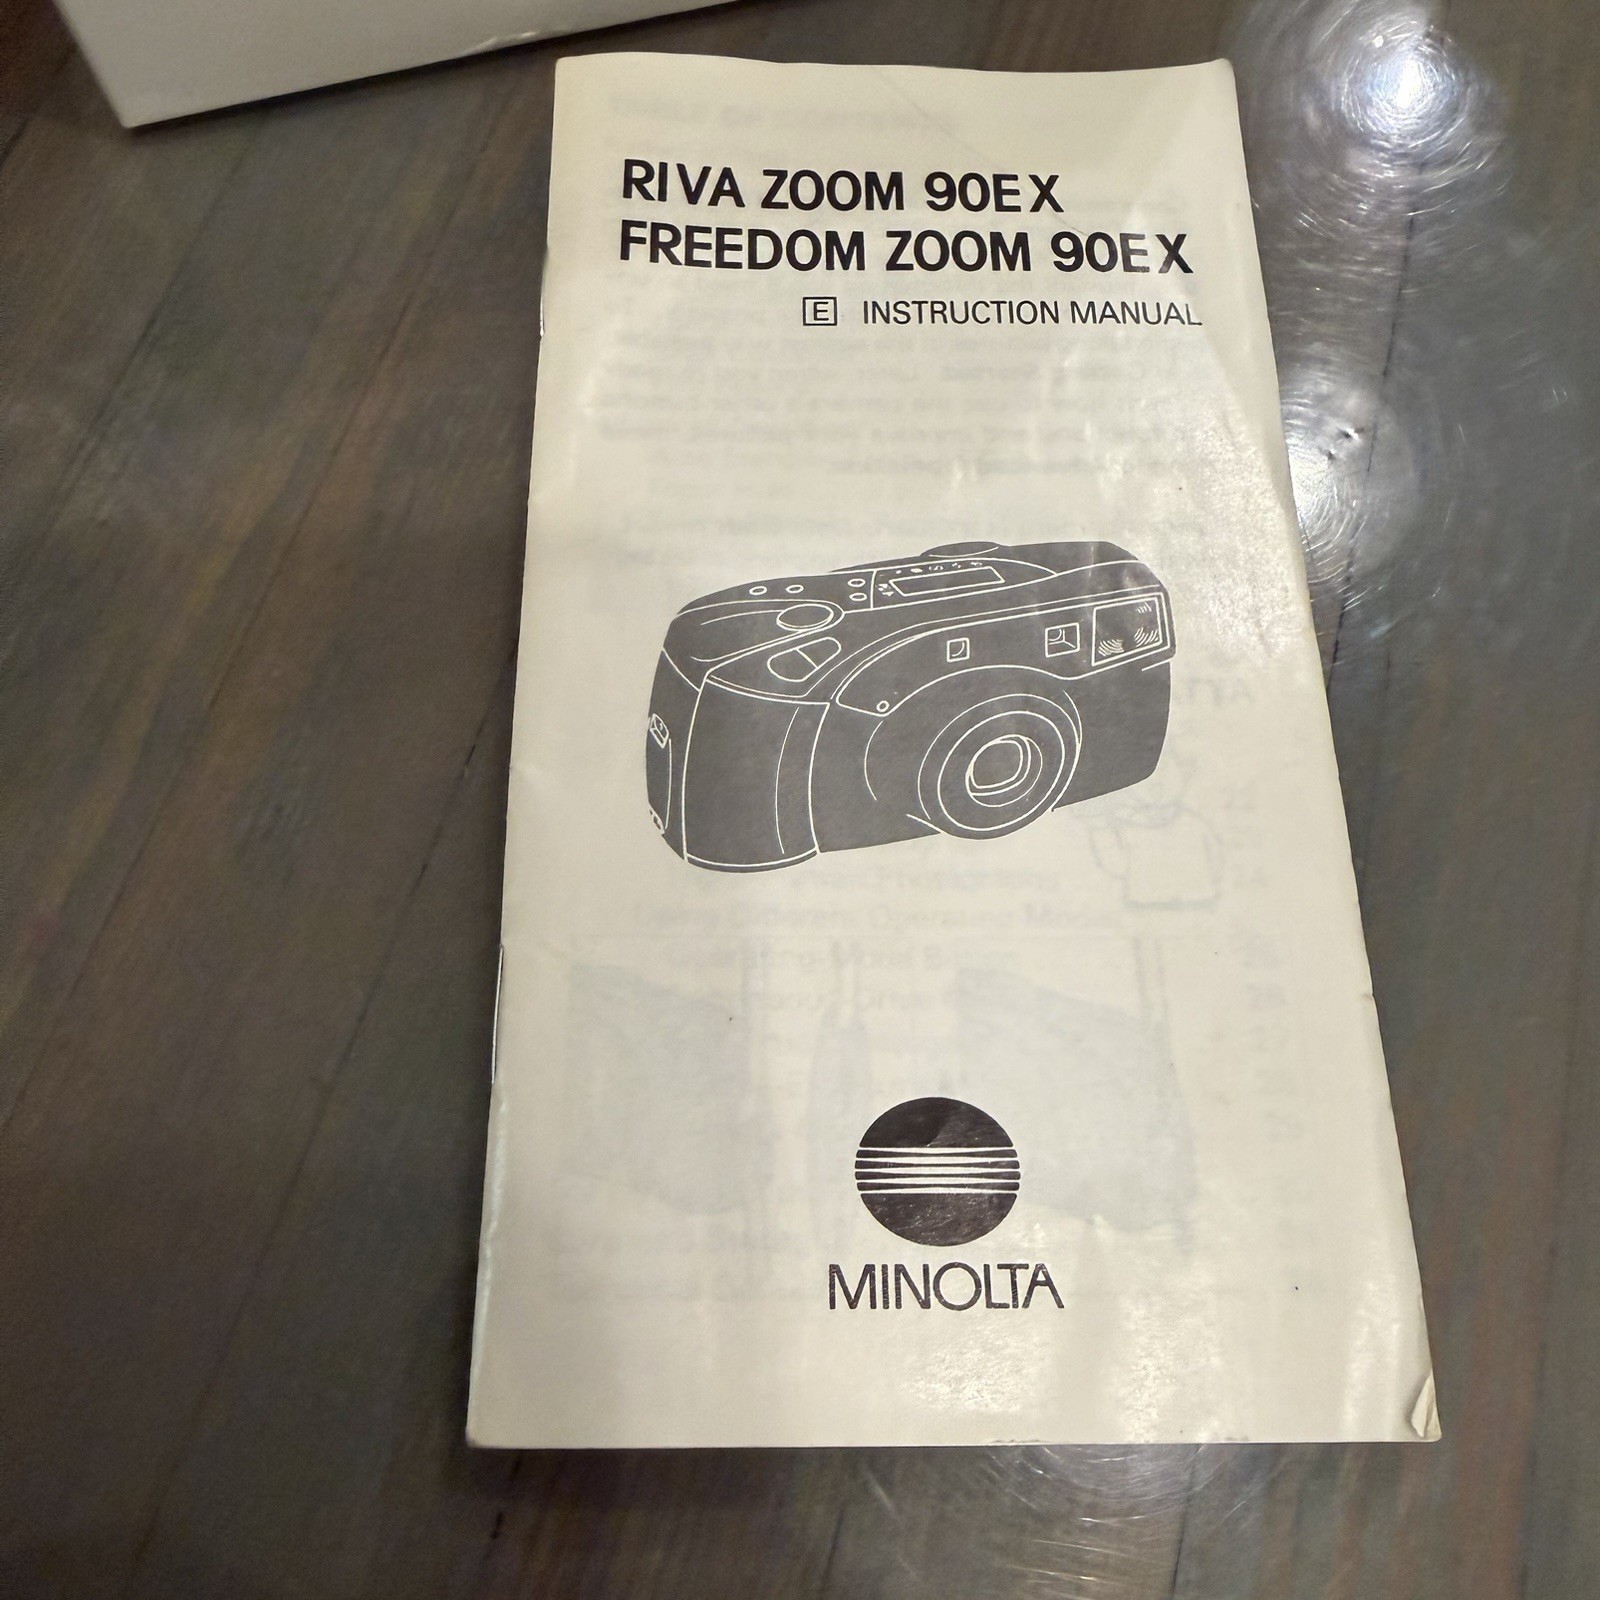 RIVA ZOOM 90EX
FREEDOM ZOOM 90EX
E INSTRUCTION MANUAL
MINOLTA